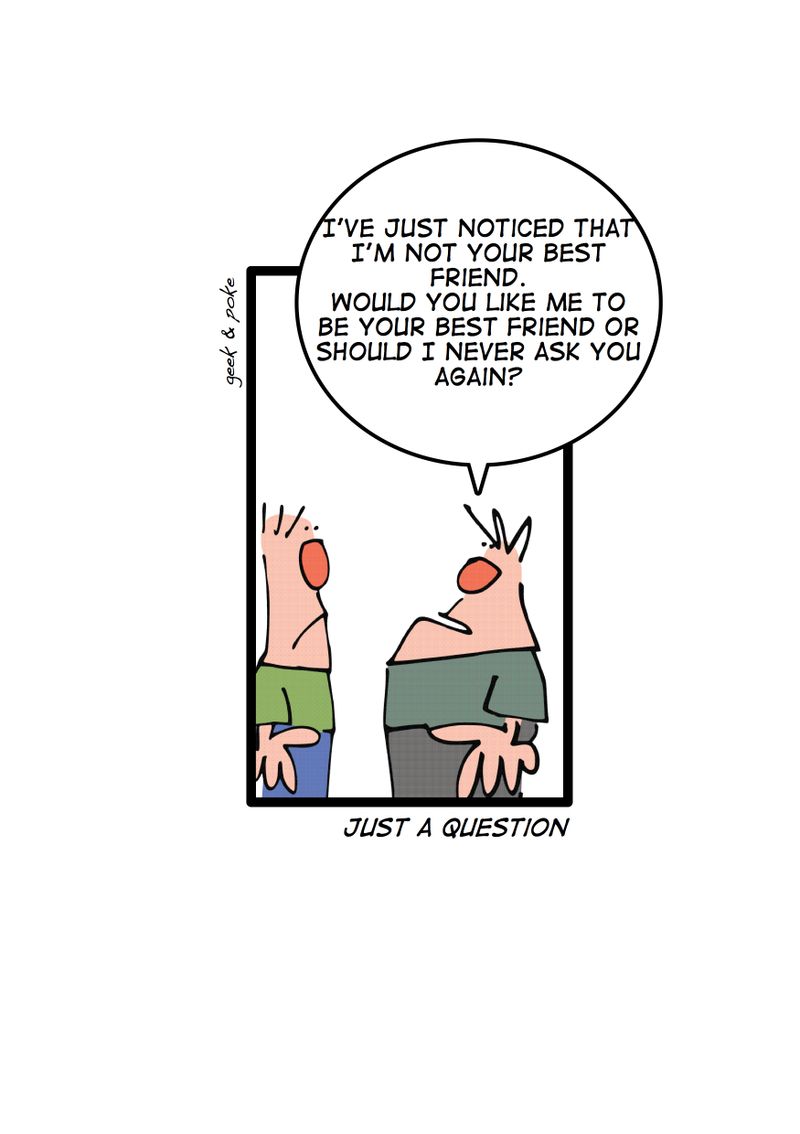 I'VE JUST NOTICED THAT
I'M NOT YOUR BEST
FRIEND.
WOULD YOU LIKE ME TO
BE YOUR BEST FRIEND OR
SHOULD I NEVER ASK YOU
AGAIN?
geek & poke
JUST A QUESTION